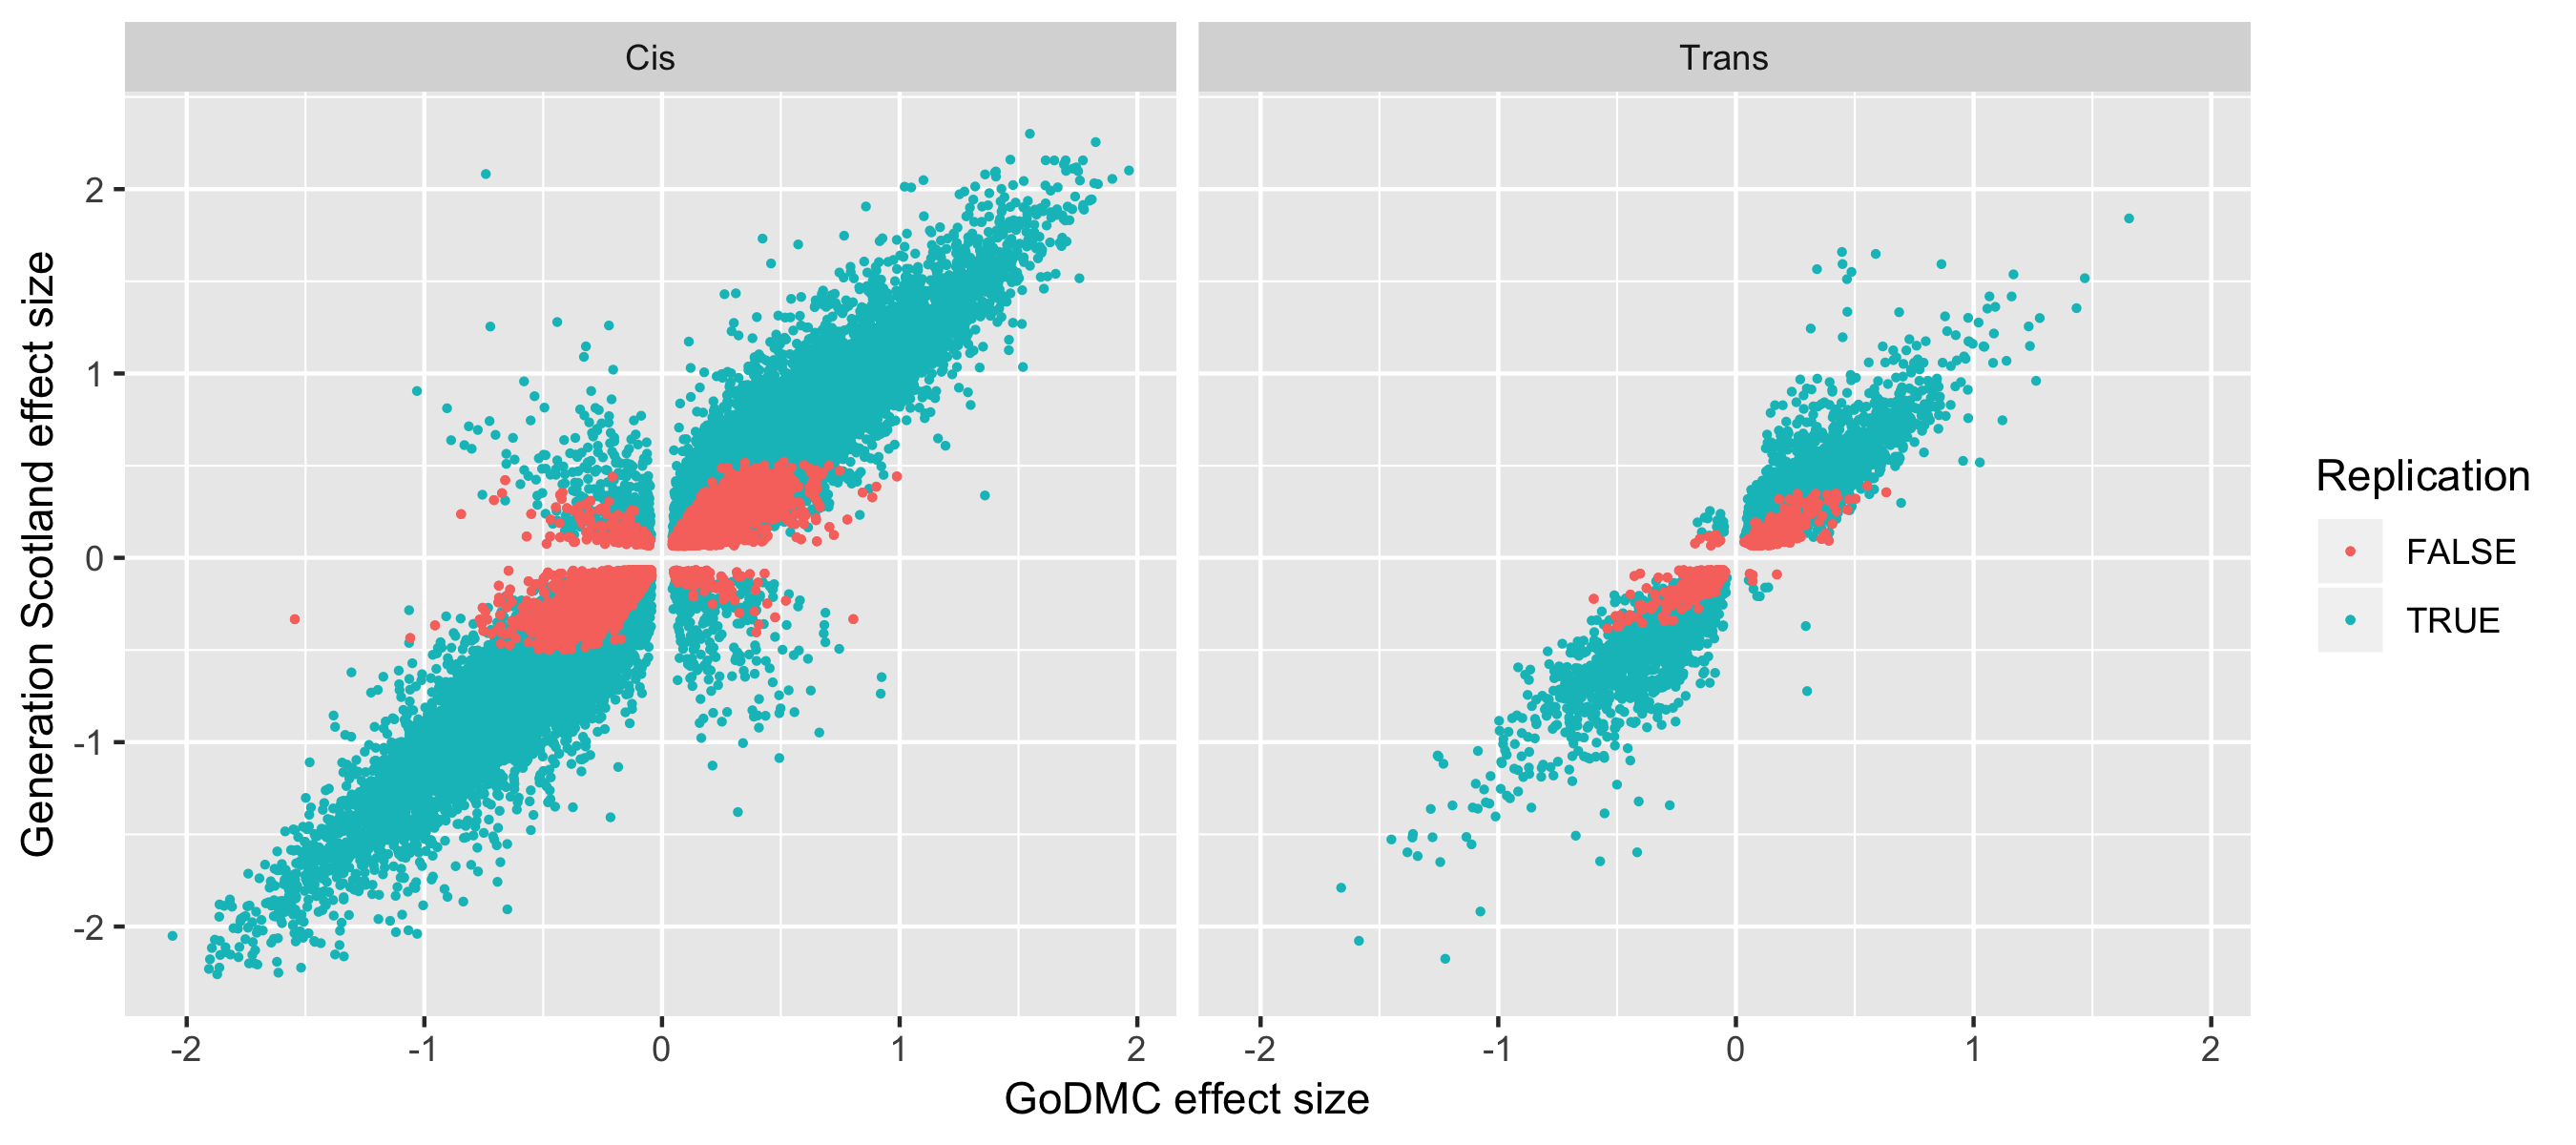 Cis
Trans
Generation Scotland effect size
2
1
0
-1
-2
-2
-1
0
1
2
-2
-1
0
1
2
GoDMC effect size
Replication
FALSE
TRUE